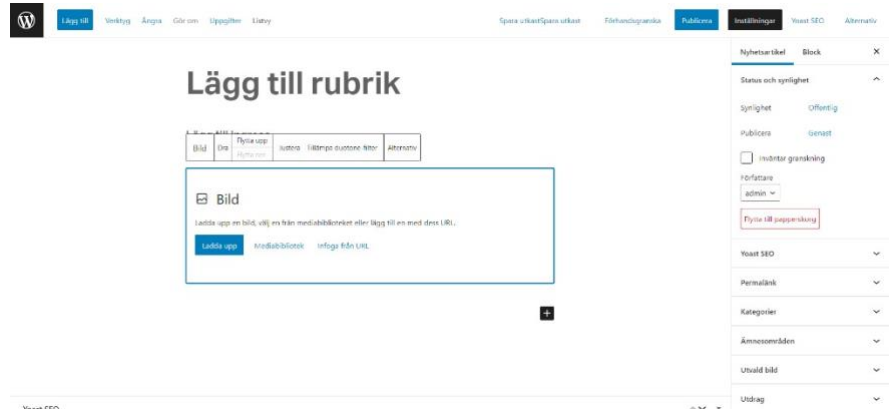 Lägg till Verktyg Ångra Gör om Uppgifter Listvy Spara utkastSpara utkast Förhandsgranska Publicera Inställningar Yoast SEO Alternativ
Nyhetsartikel Block
Lägg till rubrik
Status och synlighet
Synlighet Offentlig
Publicera Genast
Inväntar granskning
Författare
admin
Flytta till papperskorg
Lägg till ingress
Bild Dra Flytta upp Justera Tillämpa duotone-filter Alternativ
Flytta ner
Bild
Ladda upp en bild, välj en från mediabiblioteket eller lägg till en med dess URL.
Ladda upp Mediabibliotek Infoga från URL
Yoast SEO
Permalänk
Kategorier
Ämnesområden
Utvald bild
Utdrag
Yoast SEO